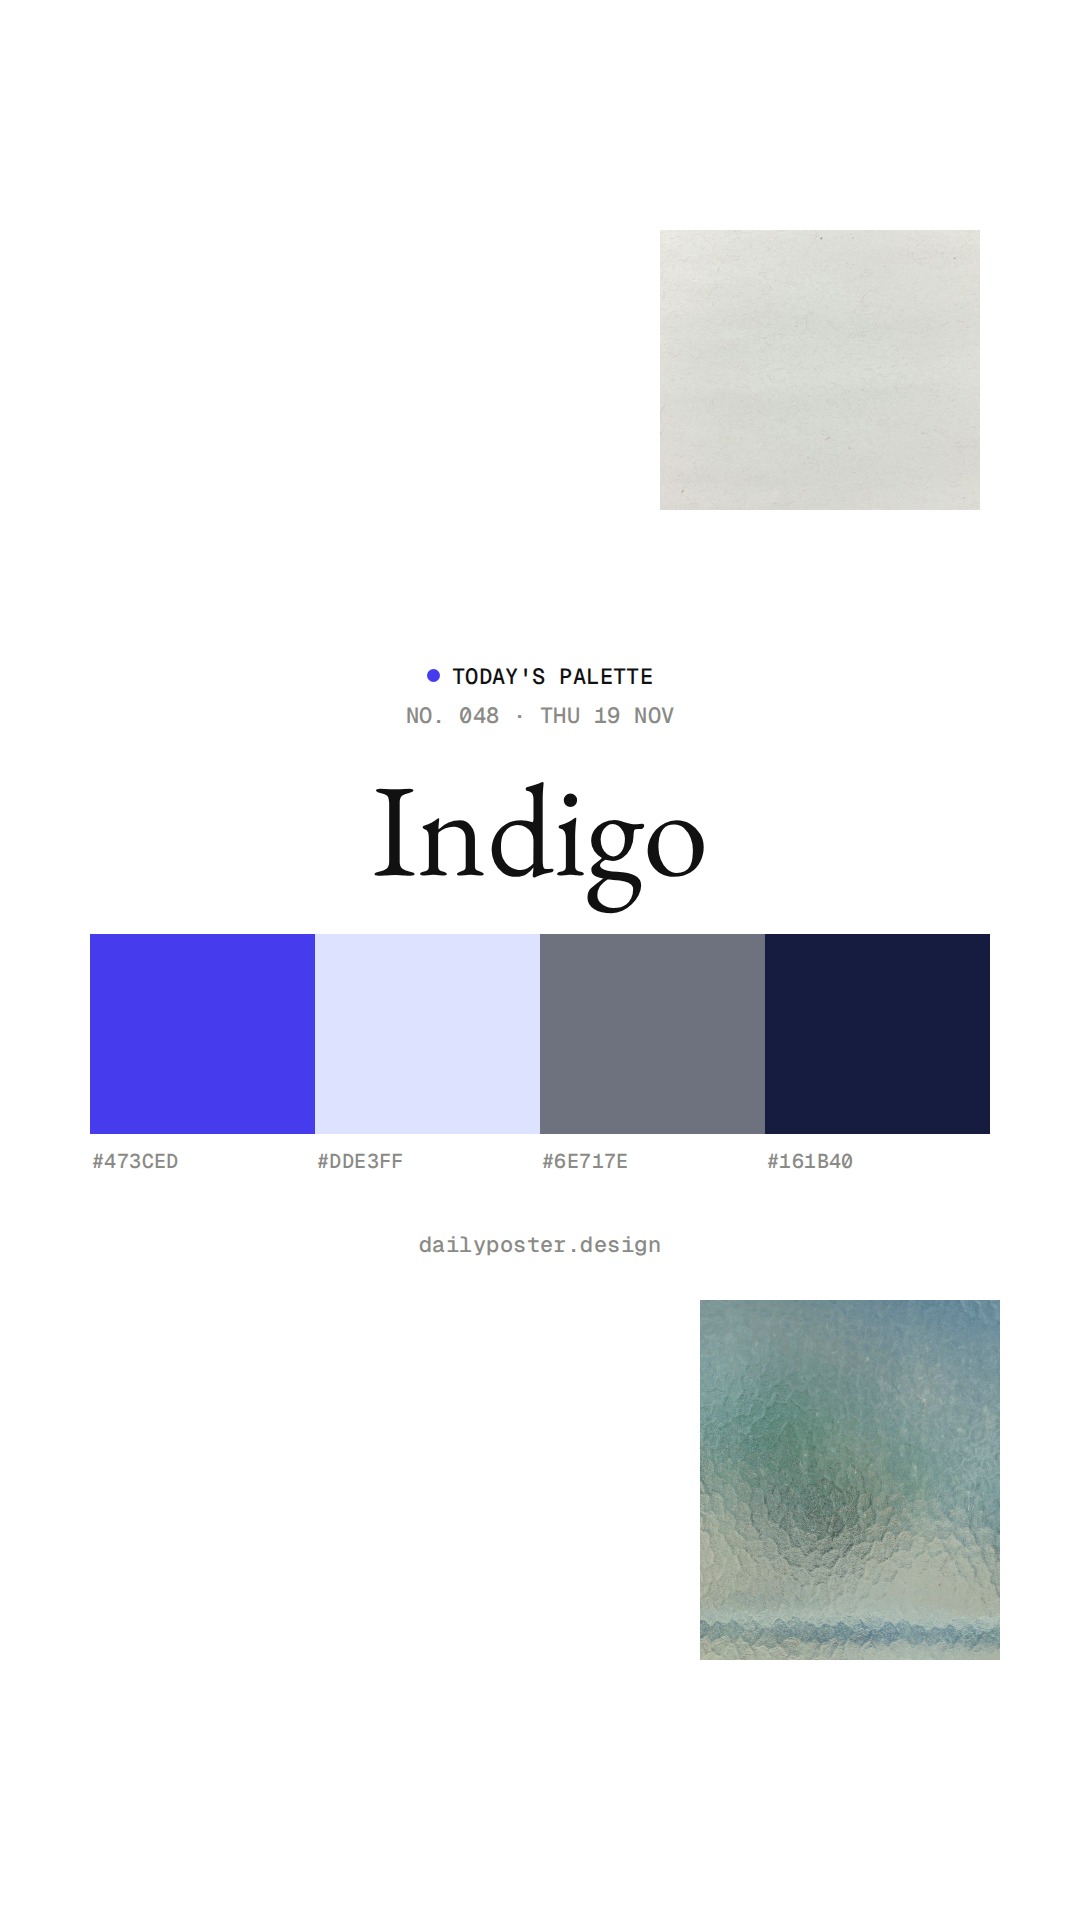 TODAY'S PALETTE
NO. 048 · THU 19 NOV
Indigo
#473CED #DDE3FF #6E717E #161B40
dailyposter.design